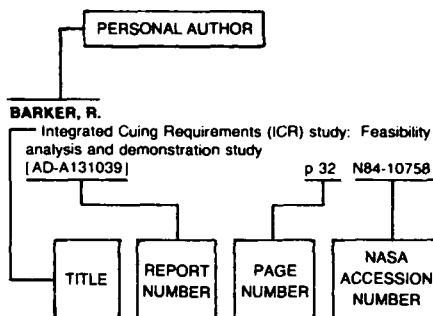 PERSONAL AUTHOR
BARKER, R.
Integrated Cuing Requirements (ICR) study: Feasibility
analysis and demonstration study
[AD-A131039] p 32 N84-10758
TITLE
REPORT
NUMBER
PAGE
NUMBER
NASA
ACCESSION
NUMBER